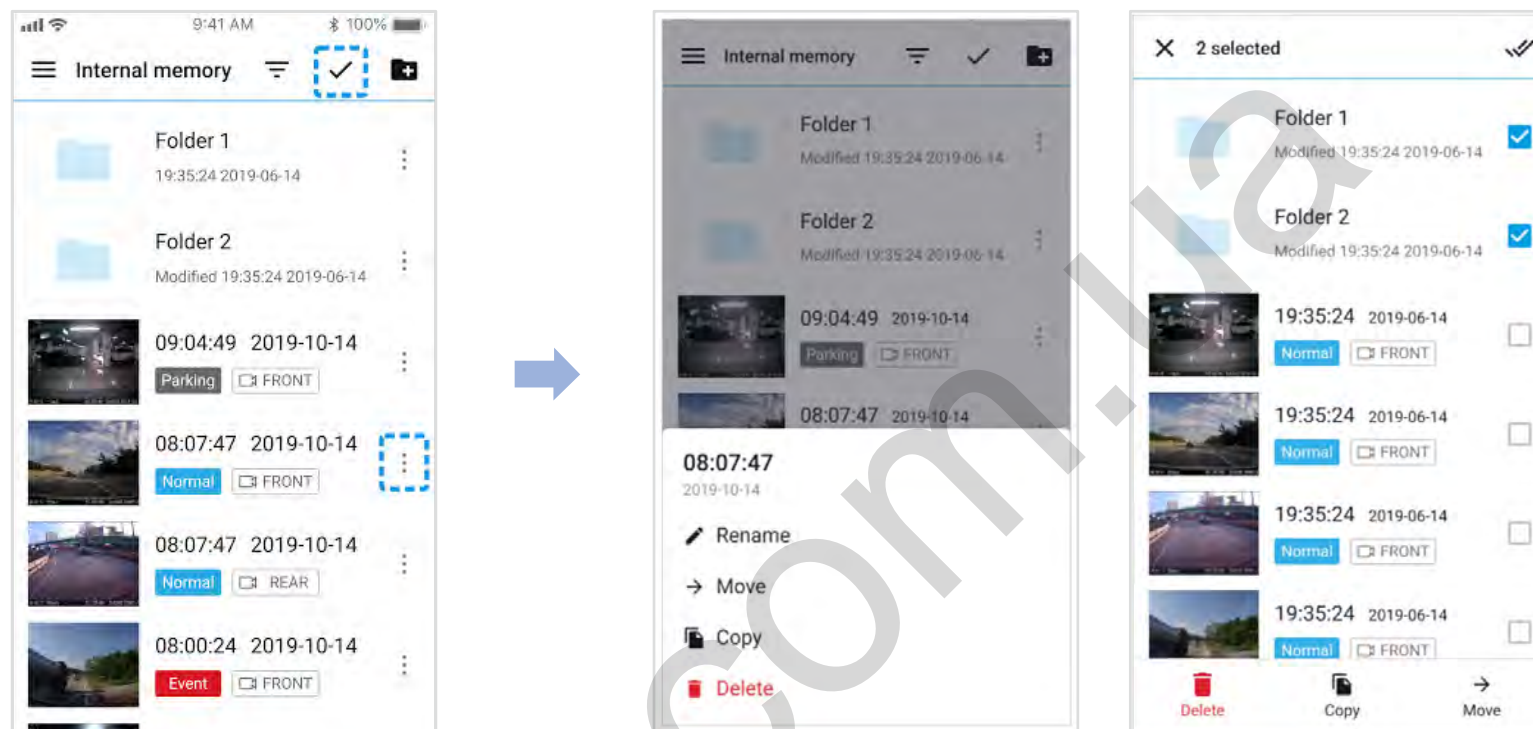 9:41 AM
100%
Internal memory
Folder 1
19:35:24 2019-06-14
Folder 2
Modified 19:35:24 2019-06-14
09:04:49 2019-10-14
Parking FRONT
08:07:47 2019-10-14
Normal FRONT
08:07:47 2019-10-14
Normal REAR
08:00:24 2019-10-14
Event FRONT
Internal memory
Folder 1
Modified 19:35:24 2019-06-14
Folder 2
Modified 19:35:24 2019-06-14
09:04:49 2019-10-14
Parking FRONT
08:07:47 2019-10-14
08:07:47
2019-10-14
Rename
Move
Copy
Delete
2 selected
Folder 1
Modified 19:35:24 2019-06-14
Folder 2
Modified 19:35:24 2019-06-14
19:35:24 2019-06-14
Normal FRONT
19:35:24 2019-06-14
Normal FRONT
19:35:24 2019-06-14
Normal FRONT
19:35:24 2019-06-14
Normal FRONT
Delete Copy Move
com.ua